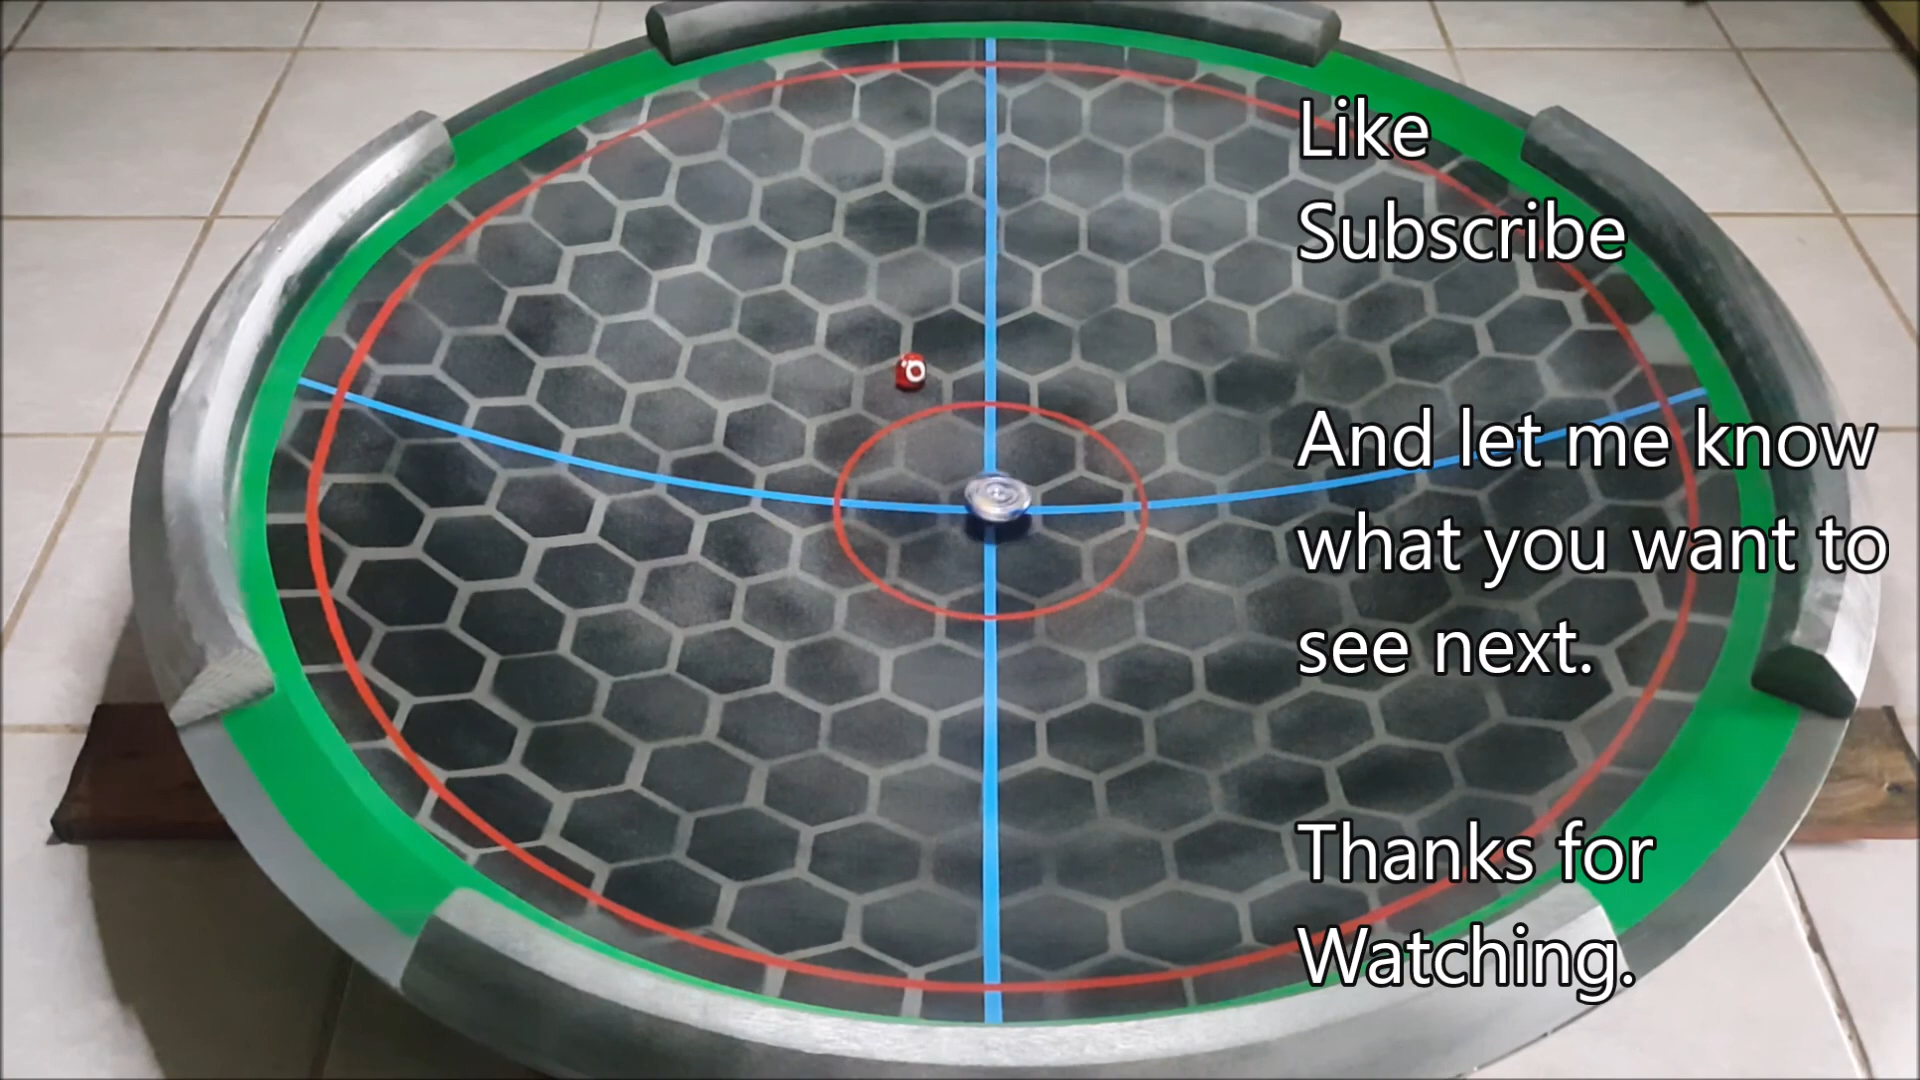 Like
Subscribe
And let me know
what you want to
see next.
Thanks for
Watching.